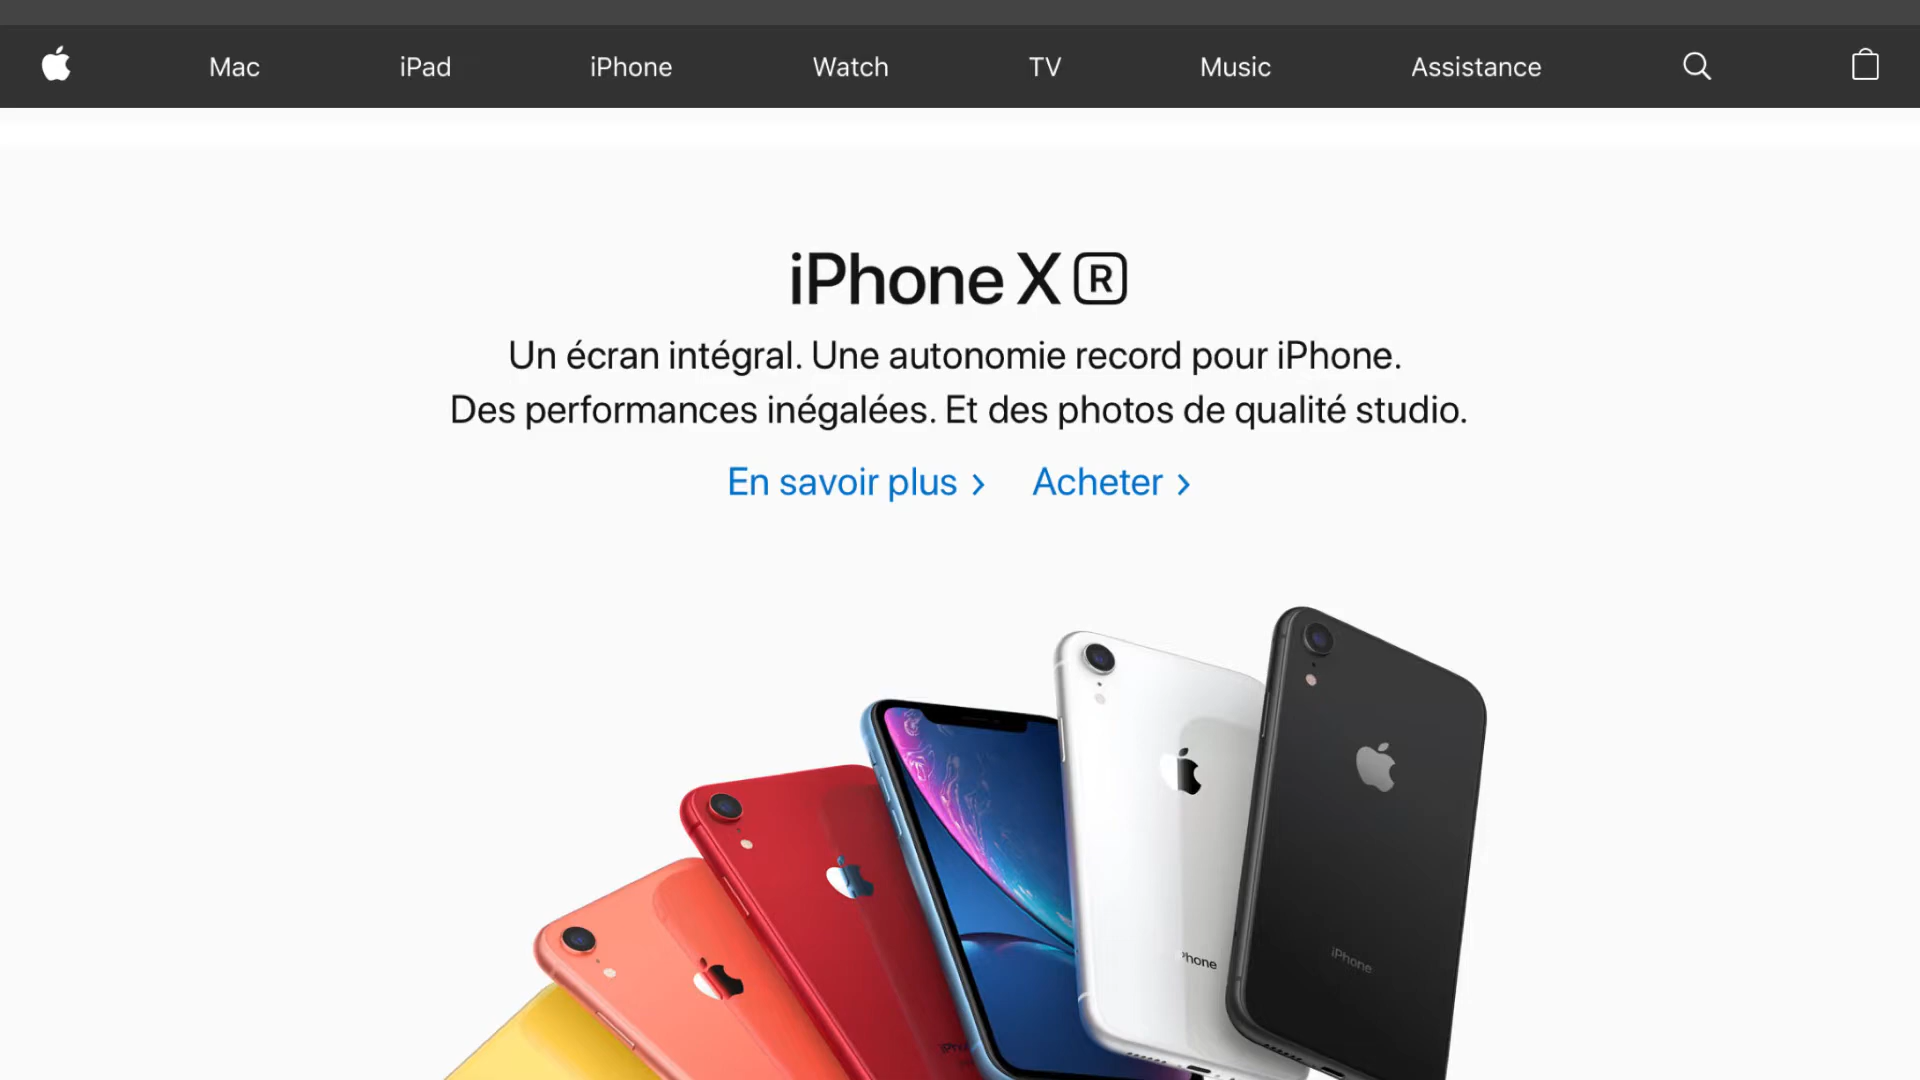 Mac iPad iPhone Watch TV Music Assistance
iPhone XR
Un écran intégral. Une autonomie record pour iPhone.
Des performances inégalées. Et des photos de qualité studio.
En savoir plus > Acheter >
iPhone
iPhone